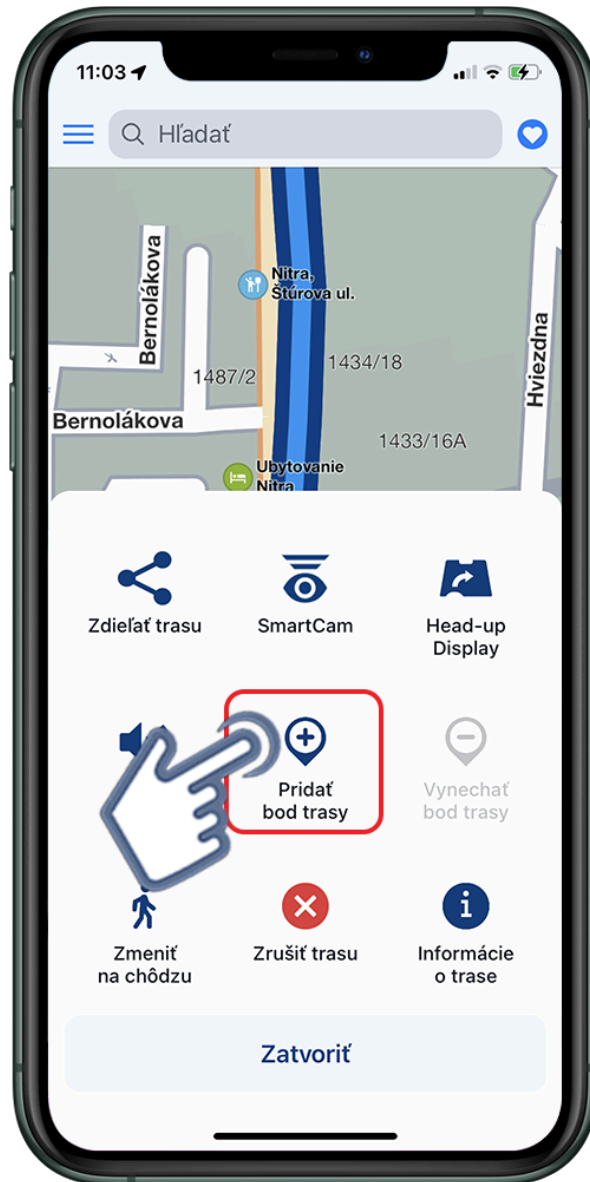 11:03
Hľadať
Bernolákova
Nitra,
Štúrova ul.
Hviezdna
1487/2
1434/18
Bernolákova
1433/16A
Ubytovanie
Nitra
Zdieľať trasu
SmartCam
Head-up
Display
Pridať
bod trasy
Vynechať
bod trasy
Zmeniť
na chôdzu
Zrušiť trasu
Informácie
o trase
Zatvoriť